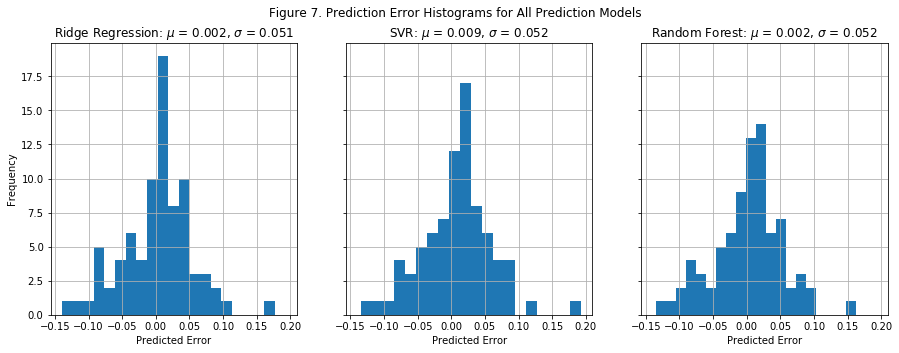 Figure 7. Prediction Error Histograms for All Prediction Models
Ridge Regression: μ = 0.002, σ = 0.051
SVR: μ = 0.009, σ = 0.052
Random Forest: μ = 0.002, σ = 0.052
Frequency
17.5
15.0
12.5
10.0
7.5
5.0
2.5
0.0
−0.15 −0.10 −0.05 0.00 0.05 0.10 0.15 0.20
Predicted Error
−0.15 −0.10 −0.05 0.00 0.05 0.10 0.15 0.20
Predicted Error
−0.15 −0.10 −0.05 0.00 0.05 0.10 0.15 0.20
Predicted Error